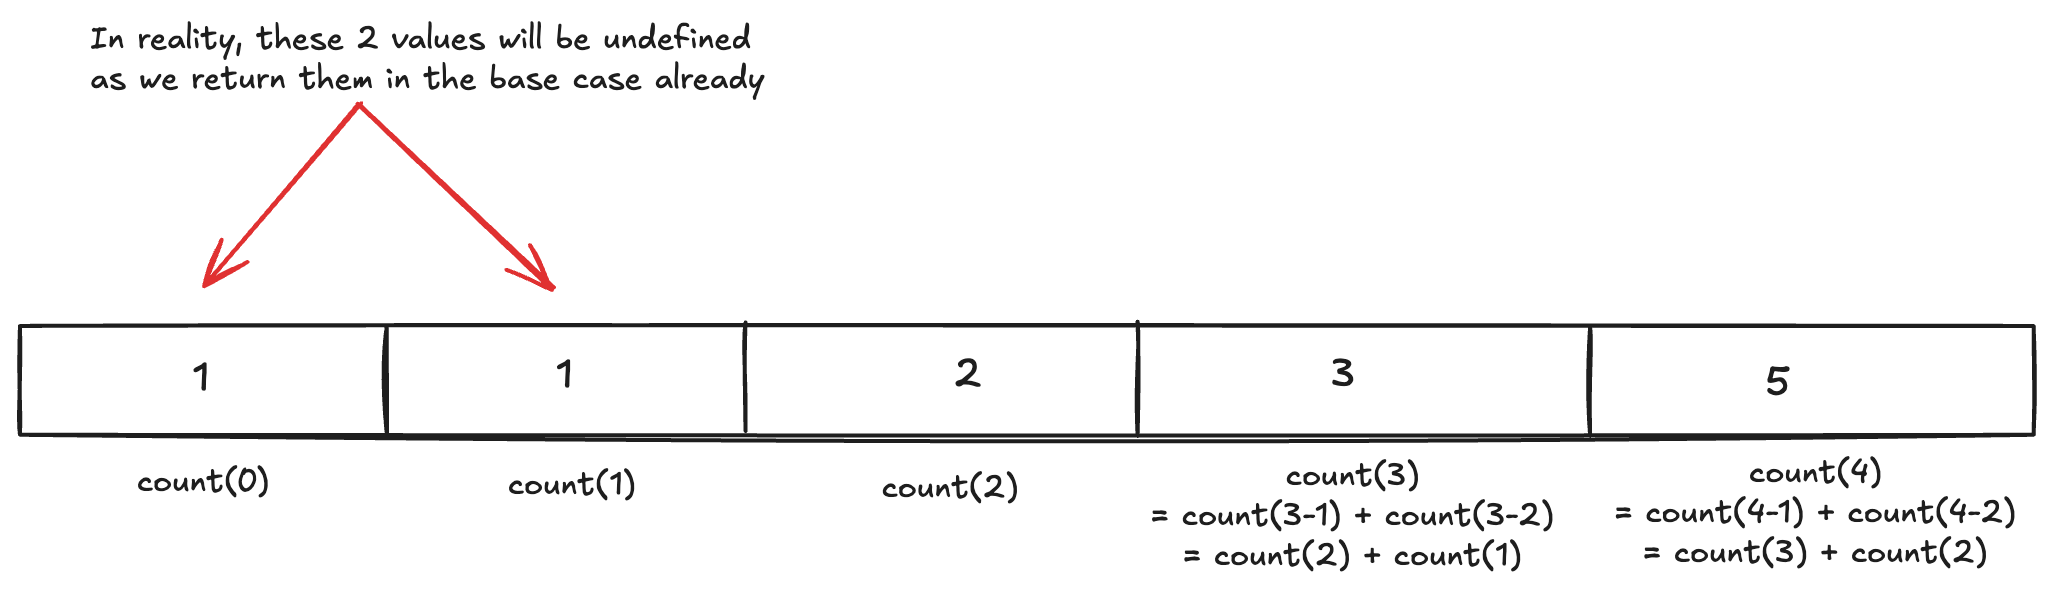 In reality, these 2 values will be undefined
as we return them in the base case already
1
1
2
3
5
count(0)
count(1)
count(2)
count(3)
= count(3-1) + count(3-2)
= count(2) + count(1)
count(4)
= count(4-1) + count(4-2)
= count(3) + count(2)